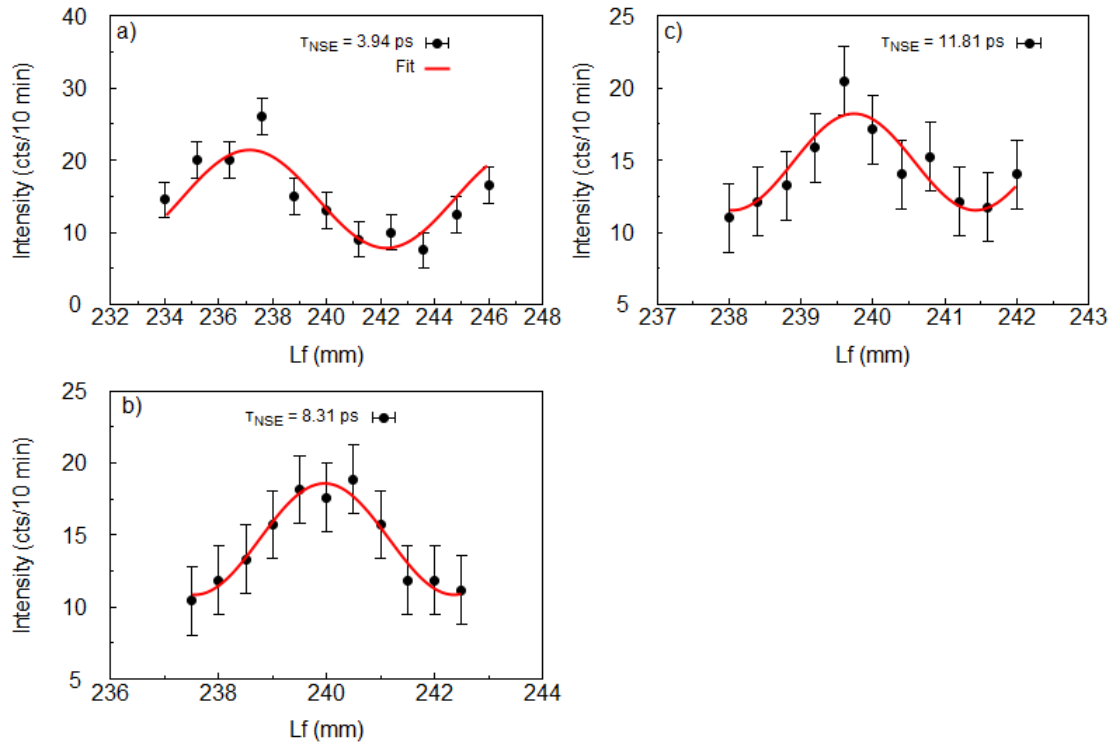 a)
τNSE = 3.94 ps
Fit
Intensity (cts/10 min)
40
30
20
10
0
232 234 236 238 240 242 244 246 248
Lf (mm)
c)
τNSE = 11.81 ps
Intensity (cts/10 min)
25
20
15
10
5
237 238 239 240 241 242 243
Lf (mm)
b)
τNSE = 8.31 ps
Intensity (cts/10 min)
25
20
15
10
5
236 238 240 242 244
Lf (mm)